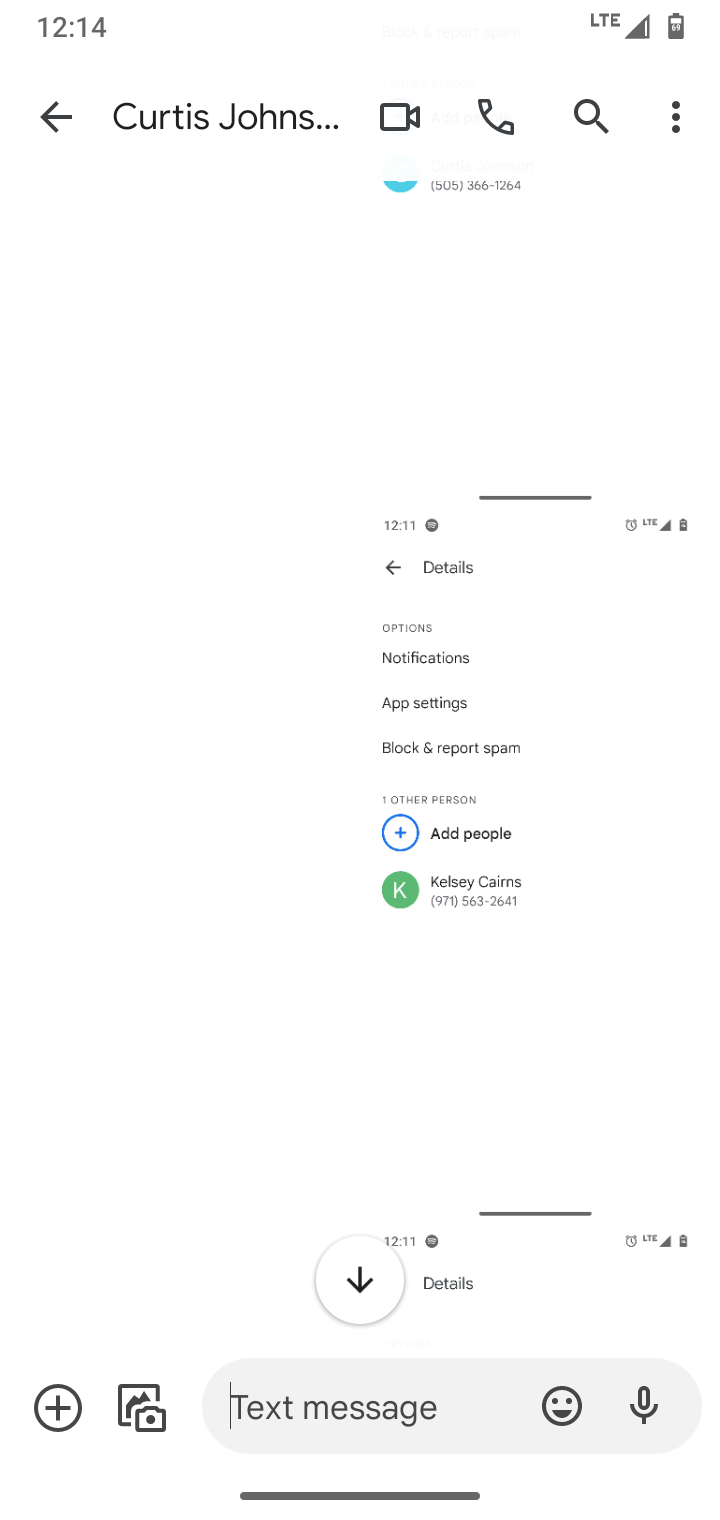 12:14
LTE
69
Block & report spam
1 OTHER PERSON
Curtis Johns...
Add people
Curtis Johnson
(505) 366-1264
12:11
LTE
Details
OPTIONS
Notifications
App settings
Block & report spam
1 OTHER PERSON
Add people
K
Kelsey Cairns
(971) 563-2641
12:11
LTE
Details
OPTIONS
Text message